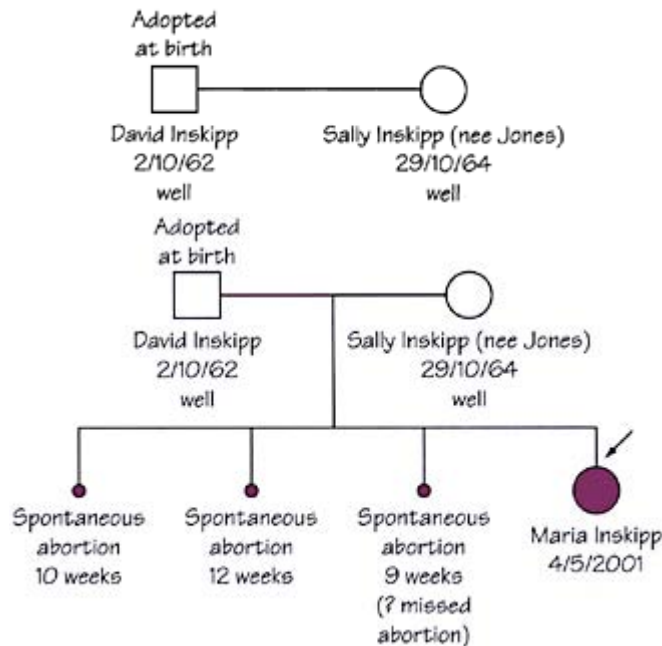 Adopted
at birth
David Inskipp
2/10/62
well
Sally Inskipp (nee Jones)
29/10/64
well
Adopted
at birth
David Inskipp
2/10/62
well
Sally Inskipp (nee Jones)
29/10/64
well
Spontaneous
abortion
10 weeks
Spontaneous
abortion
12 weeks
Spontaneous
abortion
9 weeks
(? missed
abortion)
Maria Inskipp
4/5/2001